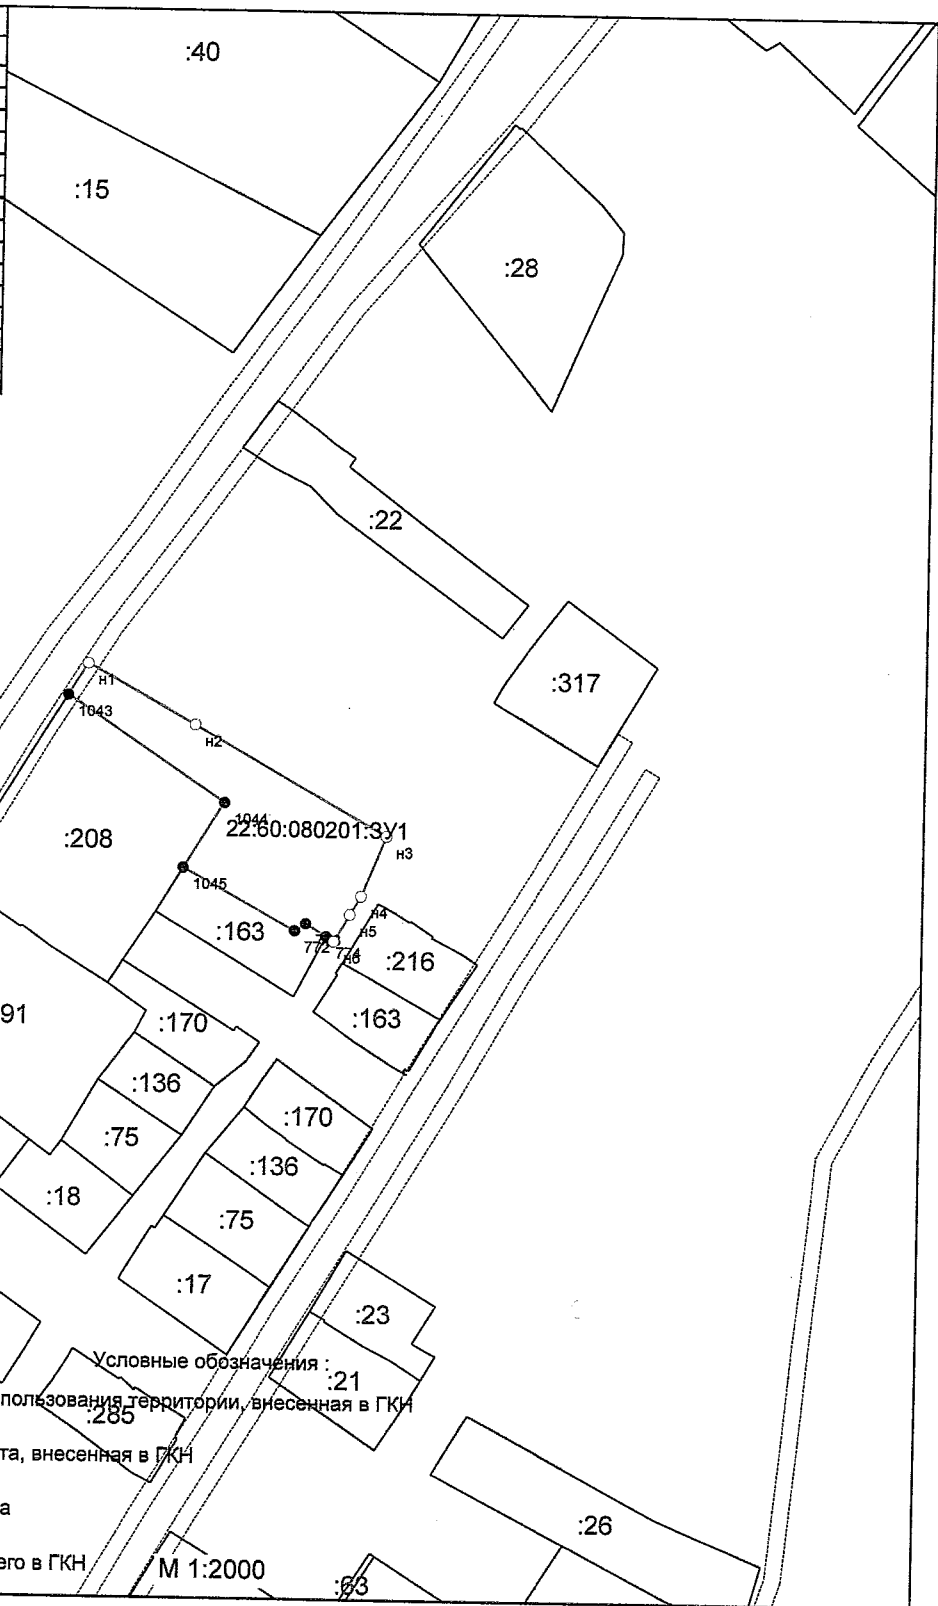 :40
:15
:28
:22
:317
н1
1043
н2
1044
22:60:080201:ЗУ1
н3
:208
1045
н4
:163
н5
772
н6
:216
91
:163
:170
:136
:170
:75
:136
:18
:75
:17
:23
Условные обозначения :
:21
пользования территории, внесенная в ГКН
:285
та, внесенная в ГКН
а
:26
его в ГКН
М 1:2000
:63